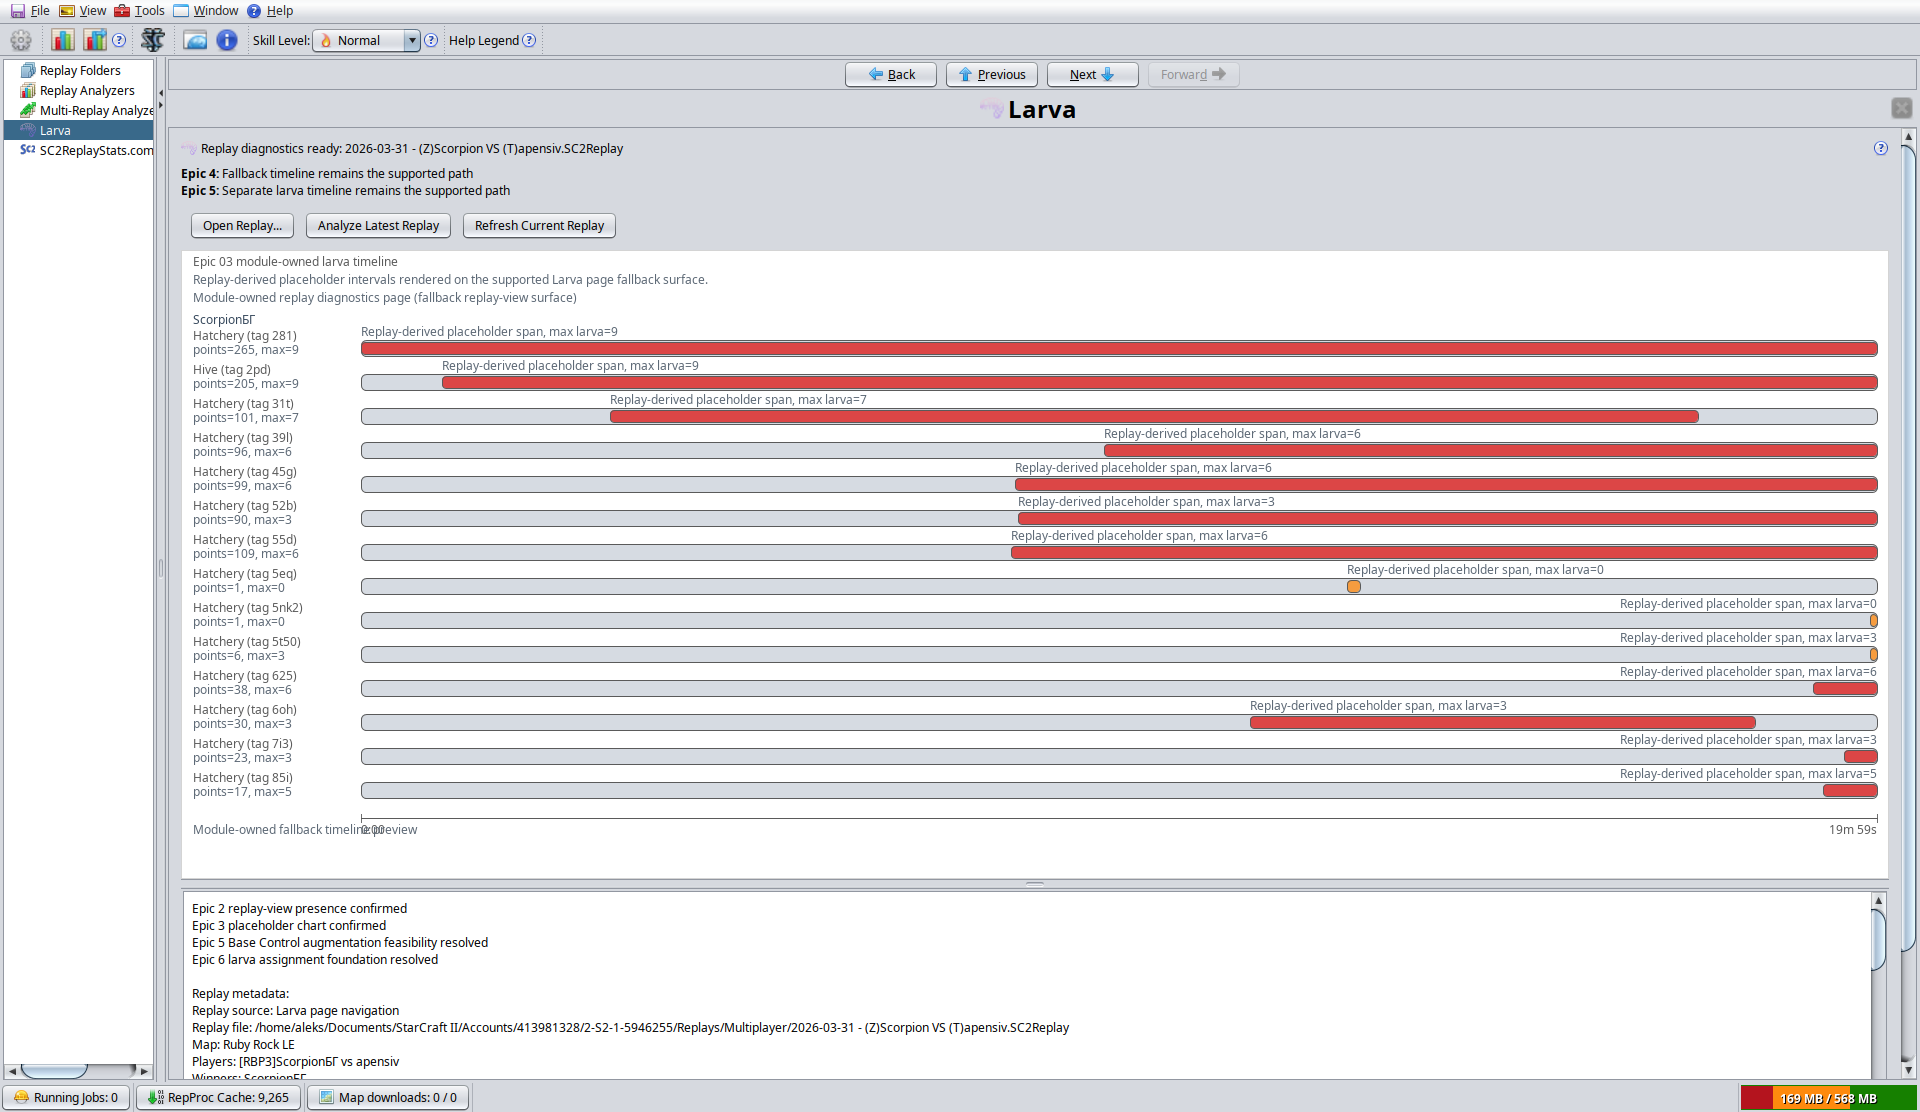 File View Tools Window Help
Skill Level: Normal Help Legend
Replay Folders
Replay Analyzers
Multi-Replay Analyze
Larva
SC2ReplayStats.com
Back Previous Next Forward
Larva
Replay diagnostics ready: 2026-03-31 - (Z)Scorpion VS (T)apensiv.SC2Replay
Epic 4: Fallback timeline remains the supported path
Epic 5: Separate larva timeline remains the supported path
Open Replay... Analyze Latest Replay Refresh Current Replay
Epic 03 module-owned larva timeline
Replay-derived placeholder intervals rendered on the supported Larva page fallback surface.
Module-owned replay diagnostics page (fallback replay-view surface)
ScorpionБГ
Replay-derived placeholder span, max larva=9
Hatchery (tag 281)
points=265, max=9
Replay-derived placeholder span, max larva=9
Hive (tag 2pd)
points=205, max=9
Replay-derived placeholder span, max larva=7
Hatchery (tag 31t)
points=101, max=7
Replay-derived placeholder span, max larva=6
Hatchery (tag 39l)
points=96, max=6
Replay-derived placeholder span, max larva=6
Hatchery (tag 45g)
points=99, max=6
Replay-derived placeholder span, max larva=3
Hatchery (tag 52b)
points=90, max=3
Replay-derived placeholder span, max larva=6
Hatchery (tag 55d)
points=109, max=6
Replay-derived placeholder span, max larva=0
Hatchery (tag 5eq)
points=1, max=0
Replay-derived placeholder span, max larva=0
Hatchery (tag 5nk2)
points=1, max=0
Replay-derived placeholder span, max larva=3
Hatchery (tag 5t50)
points=6, max=3
Replay-derived placeholder span, max larva=6
Hatchery (tag 625)
points=38, max=6
Replay-derived placeholder span, max larva=3
Hatchery (tag 6oh)
points=30, max=3
Replay-derived placeholder span, max larva=3
Hatchery (tag 7i3)
points=23, max=3
Replay-derived placeholder span, max larva=5
Hatchery (tag 85i)
points=17, max=5
Module-owned fallback timeline preview 0:00 19m 59s
Epic 2 replay-view presence confirmed
Epic 3 placeholder chart confirmed
Epic 5 Base Control augmentation feasibility resolved
Epic 6 larva assignment foundation resolved
Replay metadata:
Replay source: Larva page navigation
Replay file: /home/aleks/Documents/StarCraft II/Accounts/413981328/2-S2-1-5946255/Replays/Multiplayer/2026-03-31 - (Z)Scorpion VS (T)apensiv.SC2Replay
Map: Ruby Rock LE
Players: [RBP3]ScorpionБГ vs apensiv
Winners: ScorpionБГ
Running Jobs: 0 RepProc Cache: 9,265 Map downloads: 0 / 0 169 MB / 568 MB